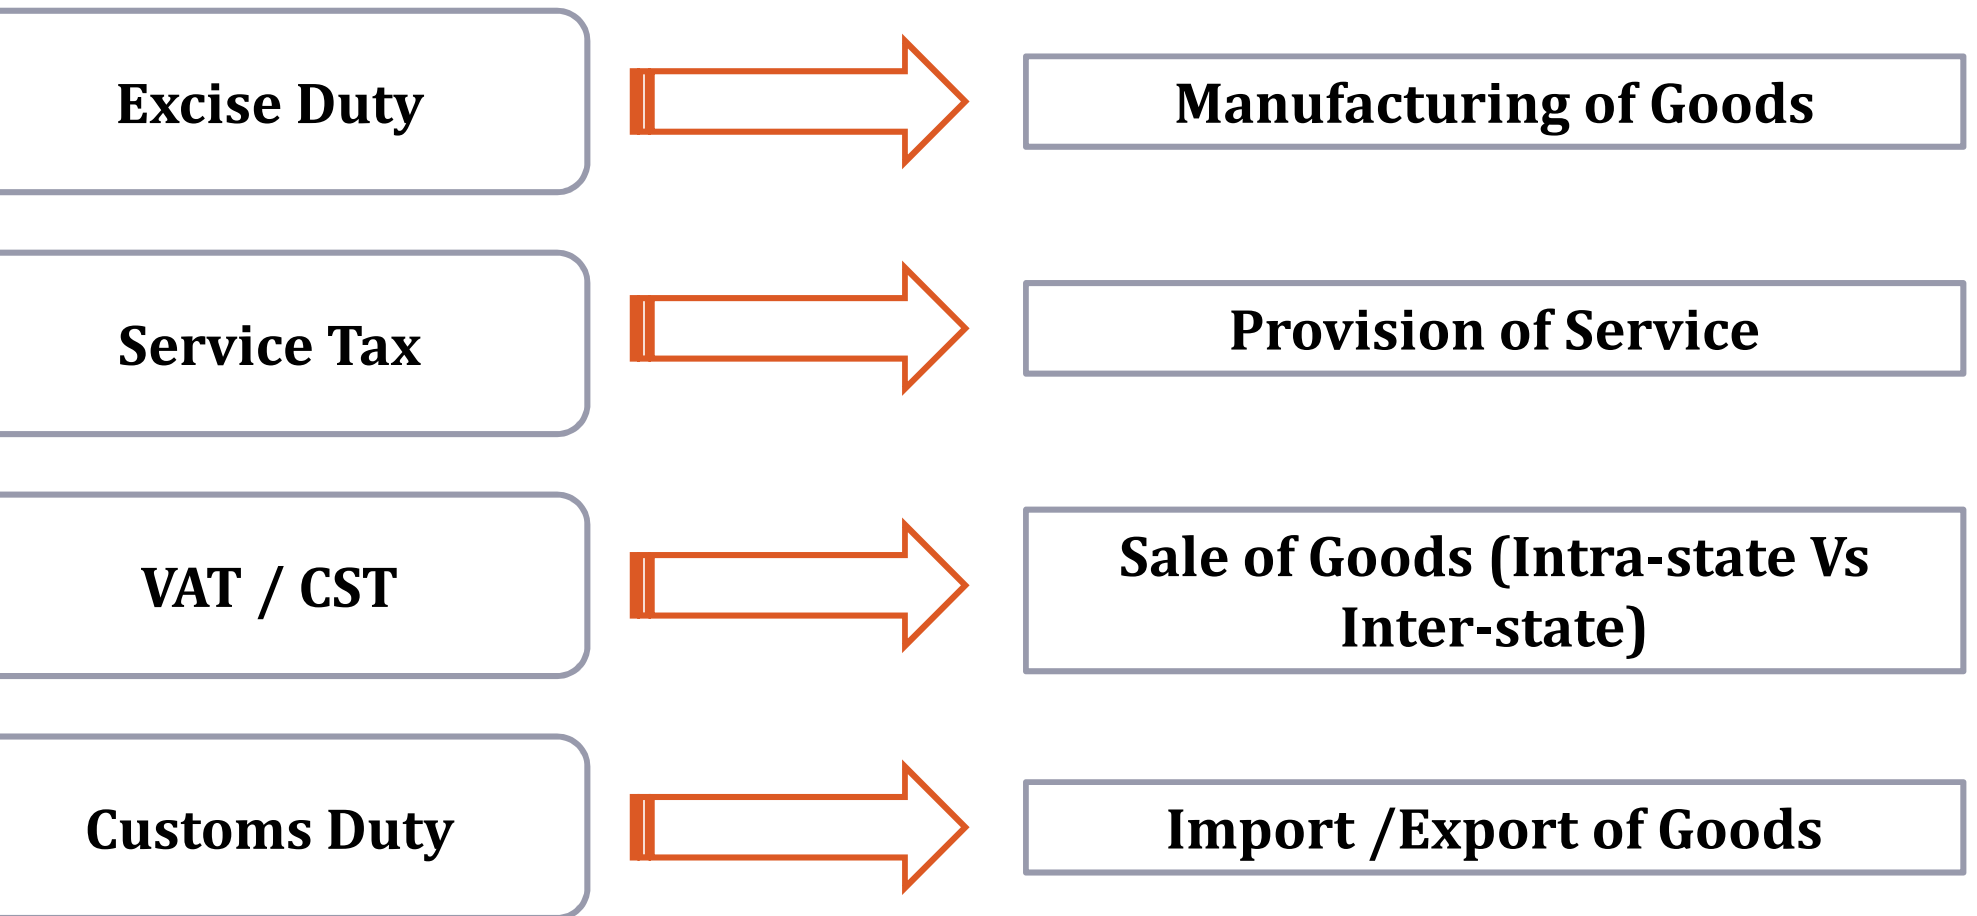 Excise Duty
Manufacturing of Goods
Service Tax
Provision of Service
VAT / CST
Sale of Goods (Intra-state Vs
Inter-state)
Customs Duty
Import /Export of Goods